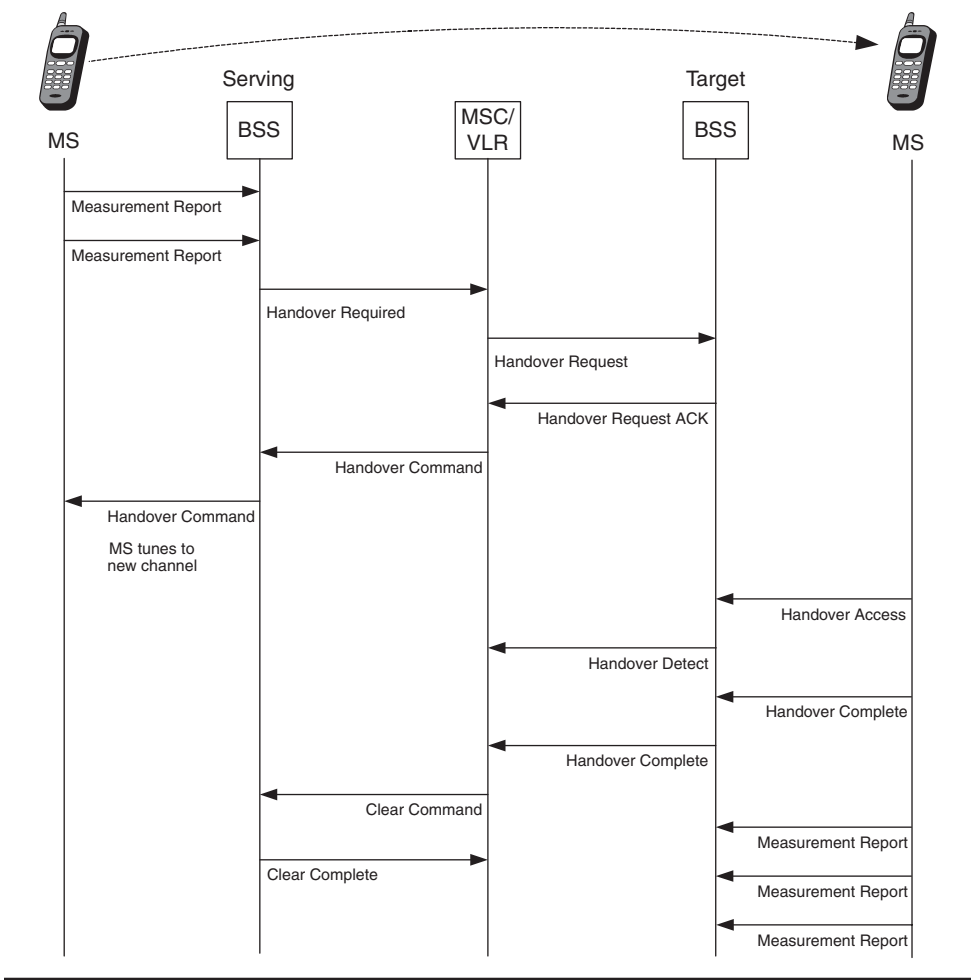 Serving
Target
MS
BSS
MSC/
VLR
BSS
MS
Measurement Report
Measurement Report
Handover Required
Handover Request
Handover Request ACK
Handover Command
Handover Command
MS tunes to
new channel
Handover Access
Handover Detect
Handover Complete
Handover Complete
Clear Command
Measurement Report
Clear Complete
Measurement Report
Measurement Report